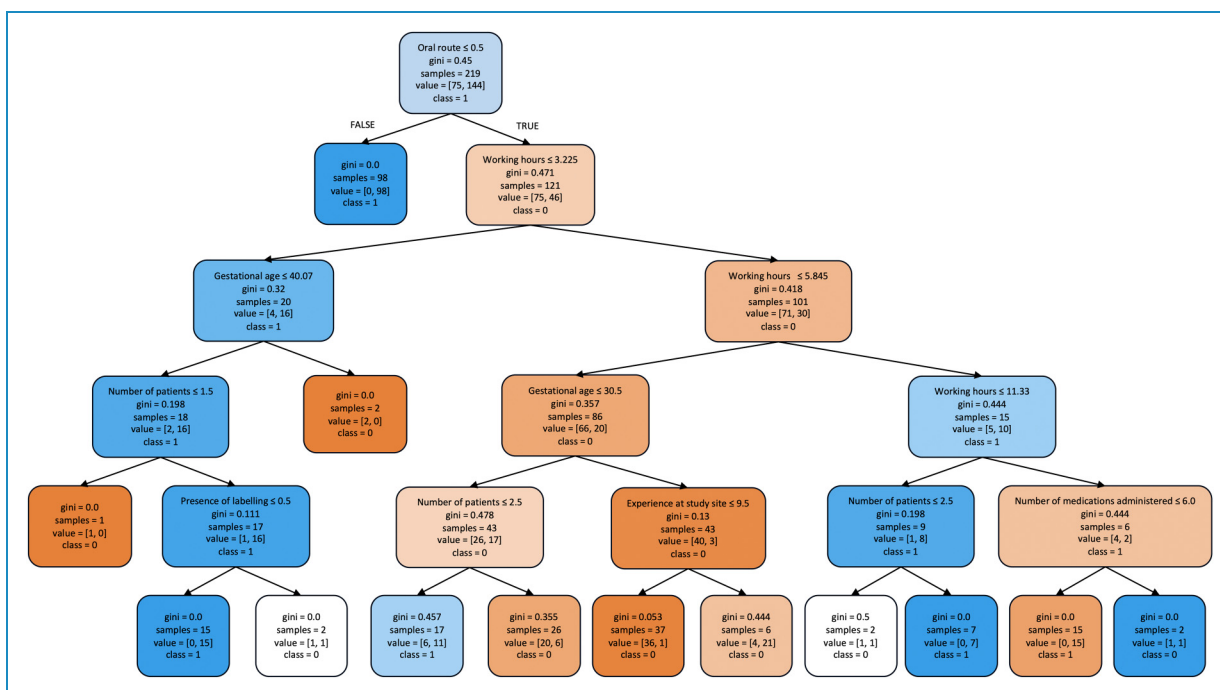 Oral route ≤ 0.5
gini = 0.45
samples = 219
value = [75, 144]
class = 1
FALSE
TRUE
gini = 0.0
samples = 98
value = [0, 98]
class = 1
Working hours ≤ 3.225
gini = 0.471
samples = 121
value = [75, 46]
class = 0
Gestational age ≤ 40.07
gini = 0.32
samples = 20
value = [4, 16]
class = 1
Working hours ≤ 5.845
gini = 0.418
samples = 101
value = [71, 30]
class = 0
Number of patients ≤ 1.5
gini = 0.198
samples = 18
value = [2, 16]
class = 1
gini = 0.0
samples = 2
value = [2, 0]
class = 0
Gestational age ≤ 30.5
gini = 0.357
samples = 86
value = [66, 20]
class = 0
Working hours ≤ 11.33
gini = 0.444
samples = 15
value = [5, 10]
class = 1
gini = 0.0
samples = 1
value = [1, 0]
class = 0
Presence of labelling ≤ 0.5
gini = 0.111
samples = 17
value = [1, 16]
class = 1
Number of patients ≤ 2.5
gini = 0.478
samples = 43
value = [26, 17]
class = 0
Experience at study site ≤ 9.5
gini = 0.13
samples = 43
value = [40, 3]
class = 0
Number of patients ≤ 2.5
gini = 0.198
samples = 9
value = [1, 8]
class = 1
Number of medications administered ≤ 6.0
gini = 0.444
samples = 6
value = [4, 2]
class = 1
gini = 0.0
samples = 15
value = [0, 15]
class = 1
gini = 0.0
samples = 2
value = [1, 1]
class = 0
gini = 0.457
samples = 17
value = [6, 11]
class = 1
gini = 0.355
samples = 26
value = [20, 6]
class = 0
gini = 0.053
samples = 37
value = [36, 1]
class = 0
gini = 0.444
samples = 6
value = [4, 21]
class = 0
gini = 0.5
samples = 2
value = [1, 1]
class = 0
gini = 0.0
samples = 7
value = [0, 7]
class = 1
gini = 0.0
samples = 15
value = [0, 15]
class = 1
gini = 0.0
samples = 2
value = [1, 1]
class = 0